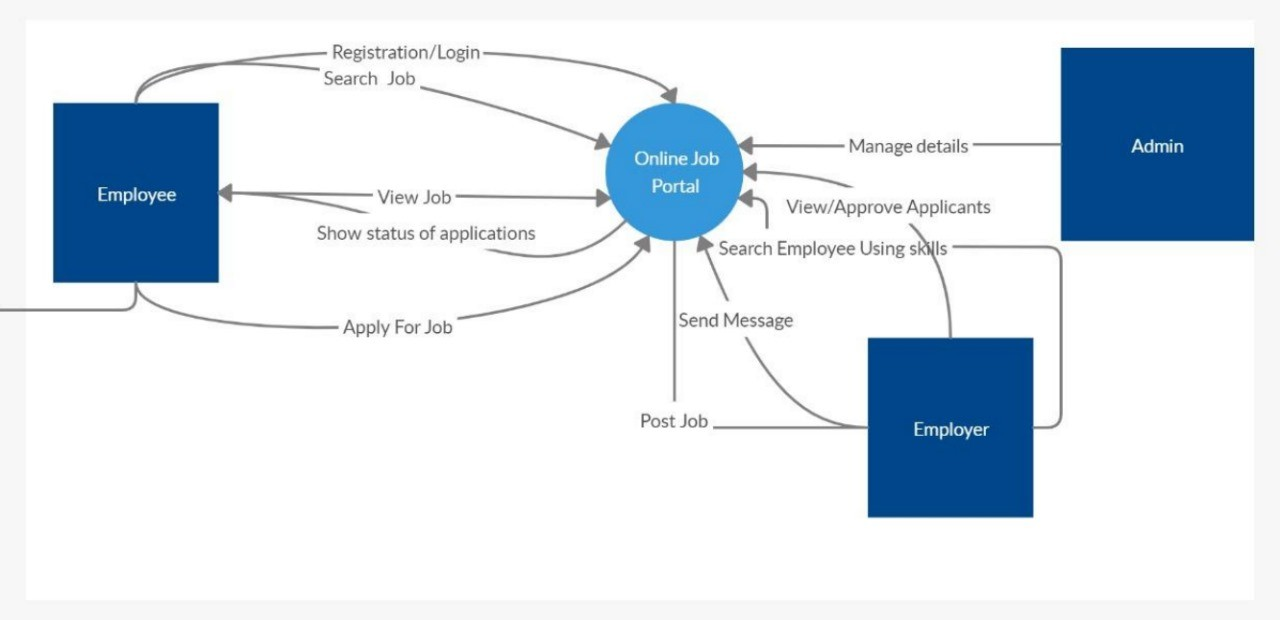 Registration/Login
Search Job
Employee
Online Job
Portal
Manage details
Admin
View Job
View/Approve Applicants
Show status of applications
Search Employee Using skills
Apply For Job
Send Message
Post Job
Employer